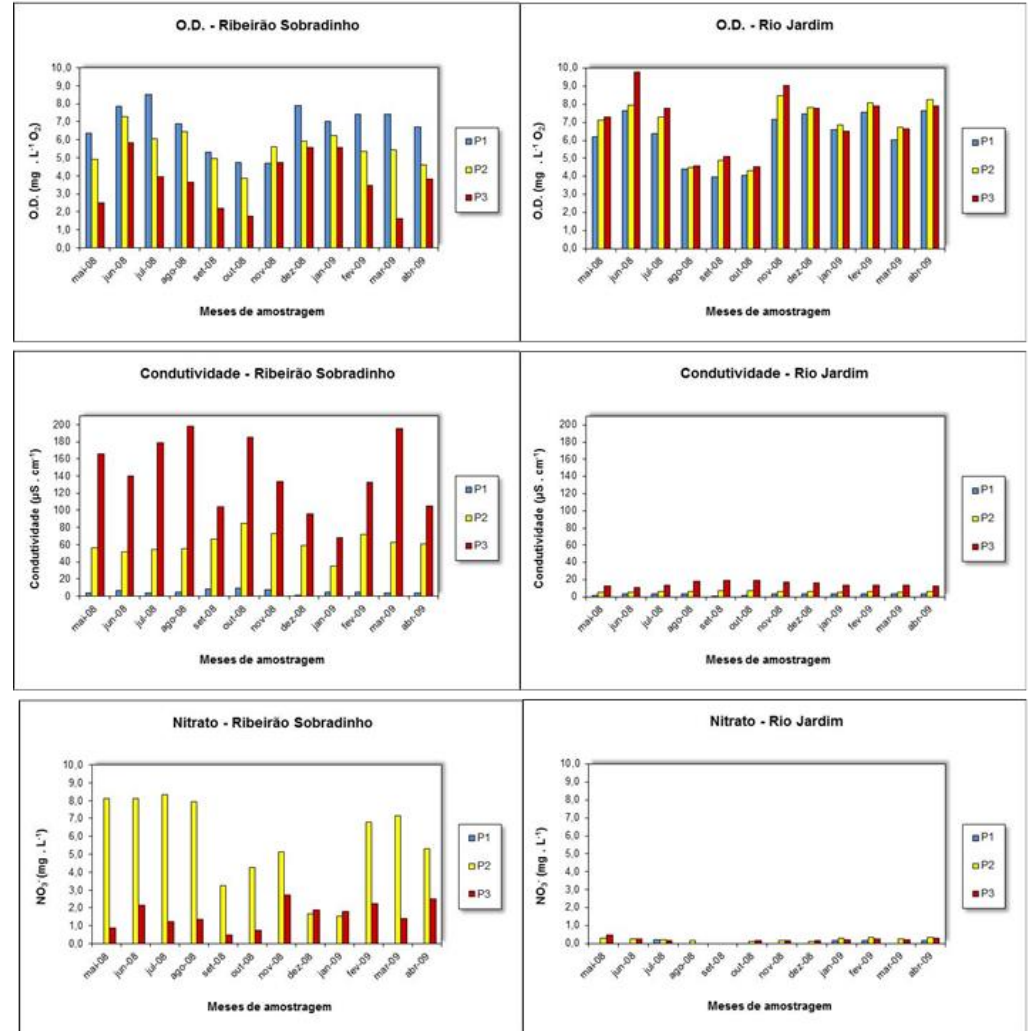 O.D. - Ribeirão Sobradinho
O.D. (mg . L⁻¹ O₂)
10,0
9,0
8,0
7,0
6,0
5,0
4,0
3,0
2,0
1,0
0,0
mai-08 jun-08 jul-08 ago-08 set-08 out-08 nov-08 dez-08 jan-09 fev-09 mar-09 abr-09
Meses de amostragem
P1
P2
P3
O.D. - Rio Jardim
O.D. (mg . L⁻¹ O₂)
10,0
9,0
8,0
7,0
6,0
5,0
4,0
3,0
2,0
1,0
0,0
mai-08 jun-08 jul-08 ago-08 set-08 out-08 nov-08 dez-08 jan-09 fev-09 mar-09 abr-09
Meses de amostragem
P1
P2
P3
Condutividade - Ribeirão Sobradinho
Condutividade (µS . cm⁻¹)
200
180
160
140
120
100
80
60
40
20
0
mai-08 jun-08 jul-08 ago-08 set-08 out-08 nov-08 dez-08 jan-09 fev-09 mar-09 abr-09
Meses de amostragem
P1
P2
P3
Condutividade - Rio Jardim
Condutividade (µS . cm⁻¹)
200
180
160
140
120
100
80
60
40
20
0
mai-08 jun-08 jul-08 ago-08 set-08 out-08 nov-08 dez-08 jan-09 fev-09 mar-09 abr-09
Meses de amostragem
P1
P2
P3
Nitrato - Ribeirão Sobradinho
NO₃⁻ (mg . L⁻¹)
10,0
9,0
8,0
7,0
6,0
5,0
4,0
3,0
2,0
1,0
0,0
mai-08 jun-08 jul-08 ago-08 set-08 out-08 nov-08 dez-08 jan-09 fev-09 mar-09 abr-09
Meses de amostragem
P1
P2
P3
Nitrato - Rio Jardim
NO₃⁻ (mg . L⁻¹)
10,0
9,0
8,0
7,0
6,0
5,0
4,0
3,0
2,0
1,0
0,0
mai-08 jun-08 jul-08 ago-08 set-08 out-08 nov-08 dez-08 jan-09 fev-09 mar-09 abr-09
Meses de amostragem
P1
P2
P3